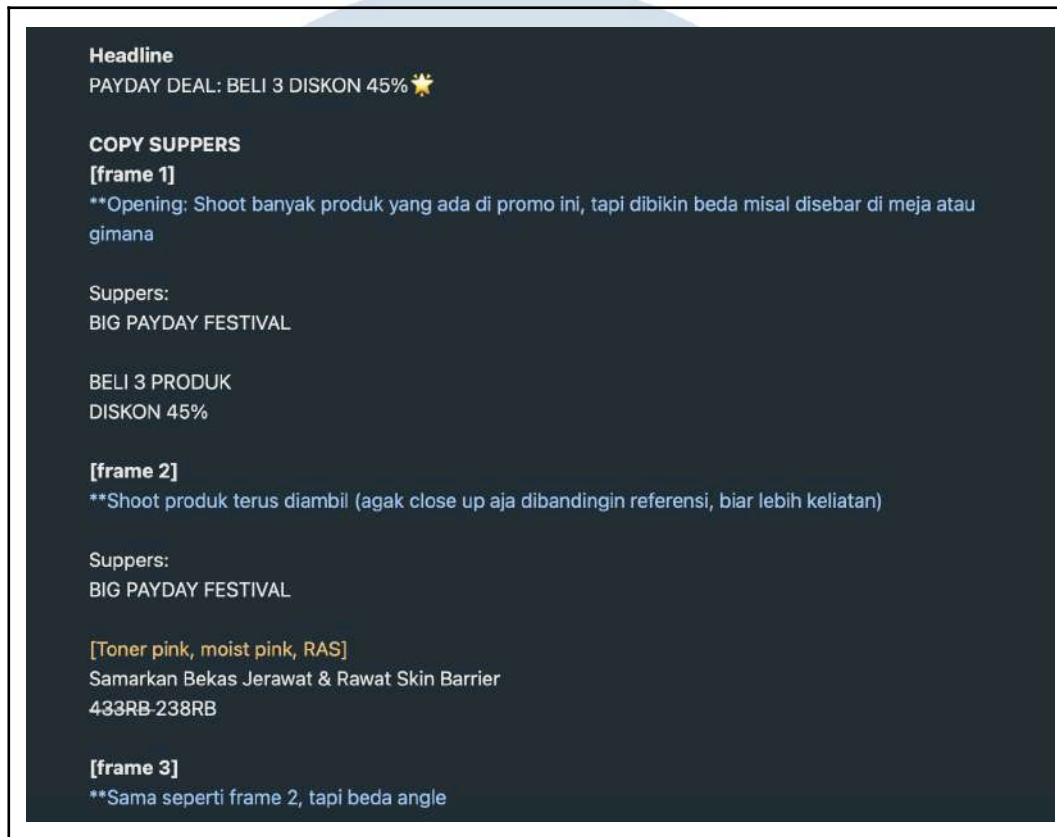 Headline
PAYDAY DEAL: BELI 3 DISKON 45%🌟
COPY SUPPERS
[frame 1]
**Opening: Shoot banyak produk yang ada di promo ini, tapi dibikin beda misal disebar di meja atau
gimana
Suppers:
BIG PAYDAY FESTIVAL
BELI 3 PRODUK
DISKON 45%
[frame 2]
**Shoot produk terus diambil (agak close up aja dibandingin referensi, biar lebih keliatan)
Suppers:
BIG PAYDAY FESTIVAL
[Toner pink, moist pink, RAS]
Samarkan Bekas Jerawat & Rawat Skin Barrier
433RB 238RB
[frame 3]
**Sama seperti frame 2, tapi beda angle